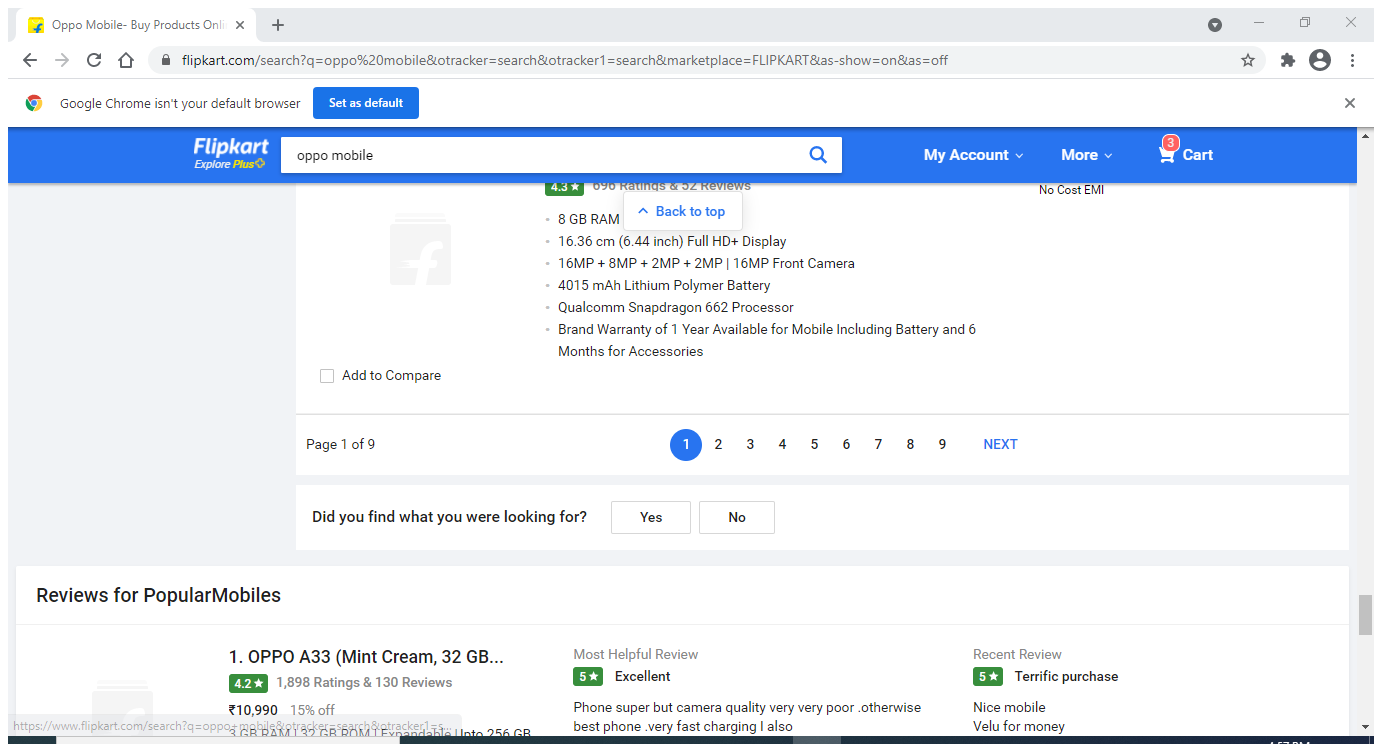 Oppo Mobile- Buy Products Onli
flipkart.com/search?q=oppo%20mobile&otracker=search&otracker1=search&marketplace=FLIPKART&as-show=on&as=off
Google Chrome isn't your default browser
Set as default
Flipkart
Explore Plus
oppo mobile
My Account
More
3
Cart
4.3★ 696 Ratings & 52 Reviews
No Cost EMI
Back to top
8 GB RAM
16.36 cm (6.44 inch) Full HD+ Display
16MP + 8MP + 2MP + 2MP | 16MP Front Camera
4015 mAh Lithium Polymer Battery
Qualcomm Snapdragon 662 Processor
Brand Warranty of 1 Year Available for Mobile Including Battery and 6
Months for Accessories
Add to Compare
Page 1 of 9
1 2 3 4 5 6 7 8 9 NEXT
Did you find what you were looking for?
Yes
No
Reviews for PopularMobiles
1. OPPO A33 (Mint Cream, 32 GB...
4.2★ 1,898 Ratings & 130 Reviews
₹10,990 15% off
3 GB RAM | 32 GB ROM | Expandable Upto 256 GB
Most Helpful Review
5★ Excellent
Phone super but camera quality very very poor .otherwise
best phone .very fast charging I also
Recent Review
5★ Terrific purchase
Nice mobile
Velu for money
https://www.flipkart.com/search?q=oppo+mobile&otracker=search&otracker1=s...
4:57 PM